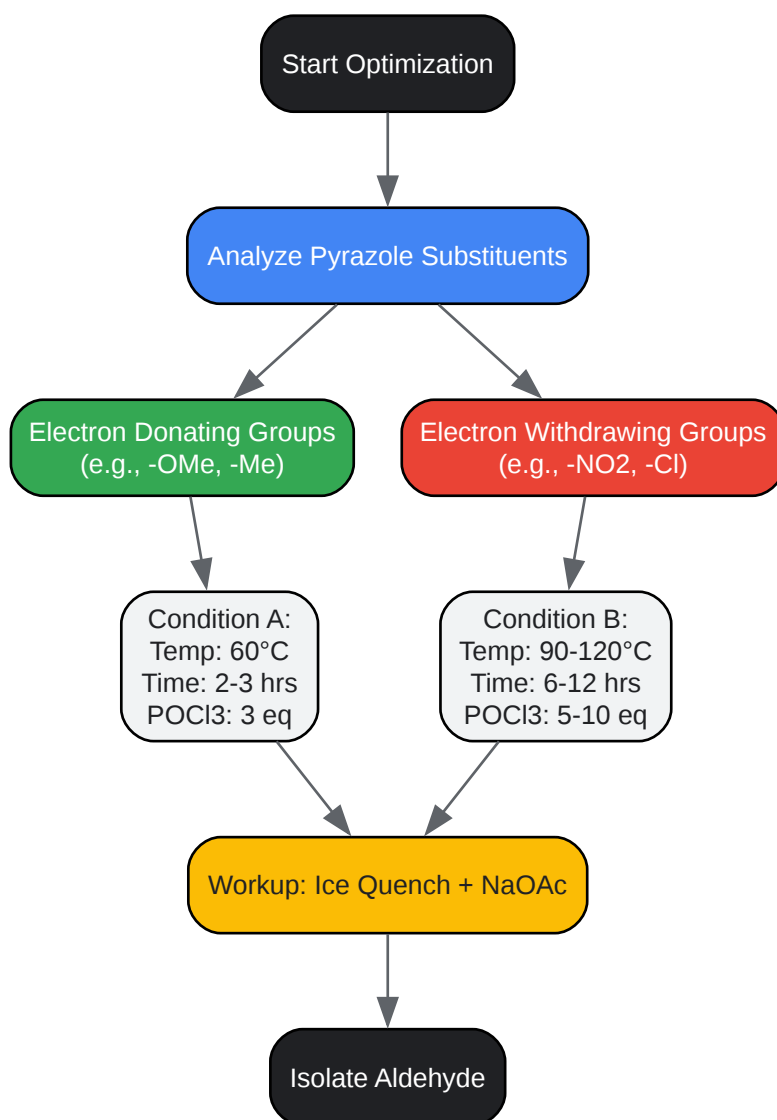 Start Optimization
Analyze Pyrazole Substituents
Electron Donating Groups
(e.g., -OMe, -Me)
Electron Withdrawing Groups
(e.g., -NO2, -Cl)
Condition A:
Temp: 60°C
Time: 2-3 hrs
POCl3: 3 eq
Condition B:
Temp: 90-120°C
Time: 6-12 hrs
POCl3: 5-10 eq
Workup: Ice Quench + NaOAc
Isolate Aldehyde